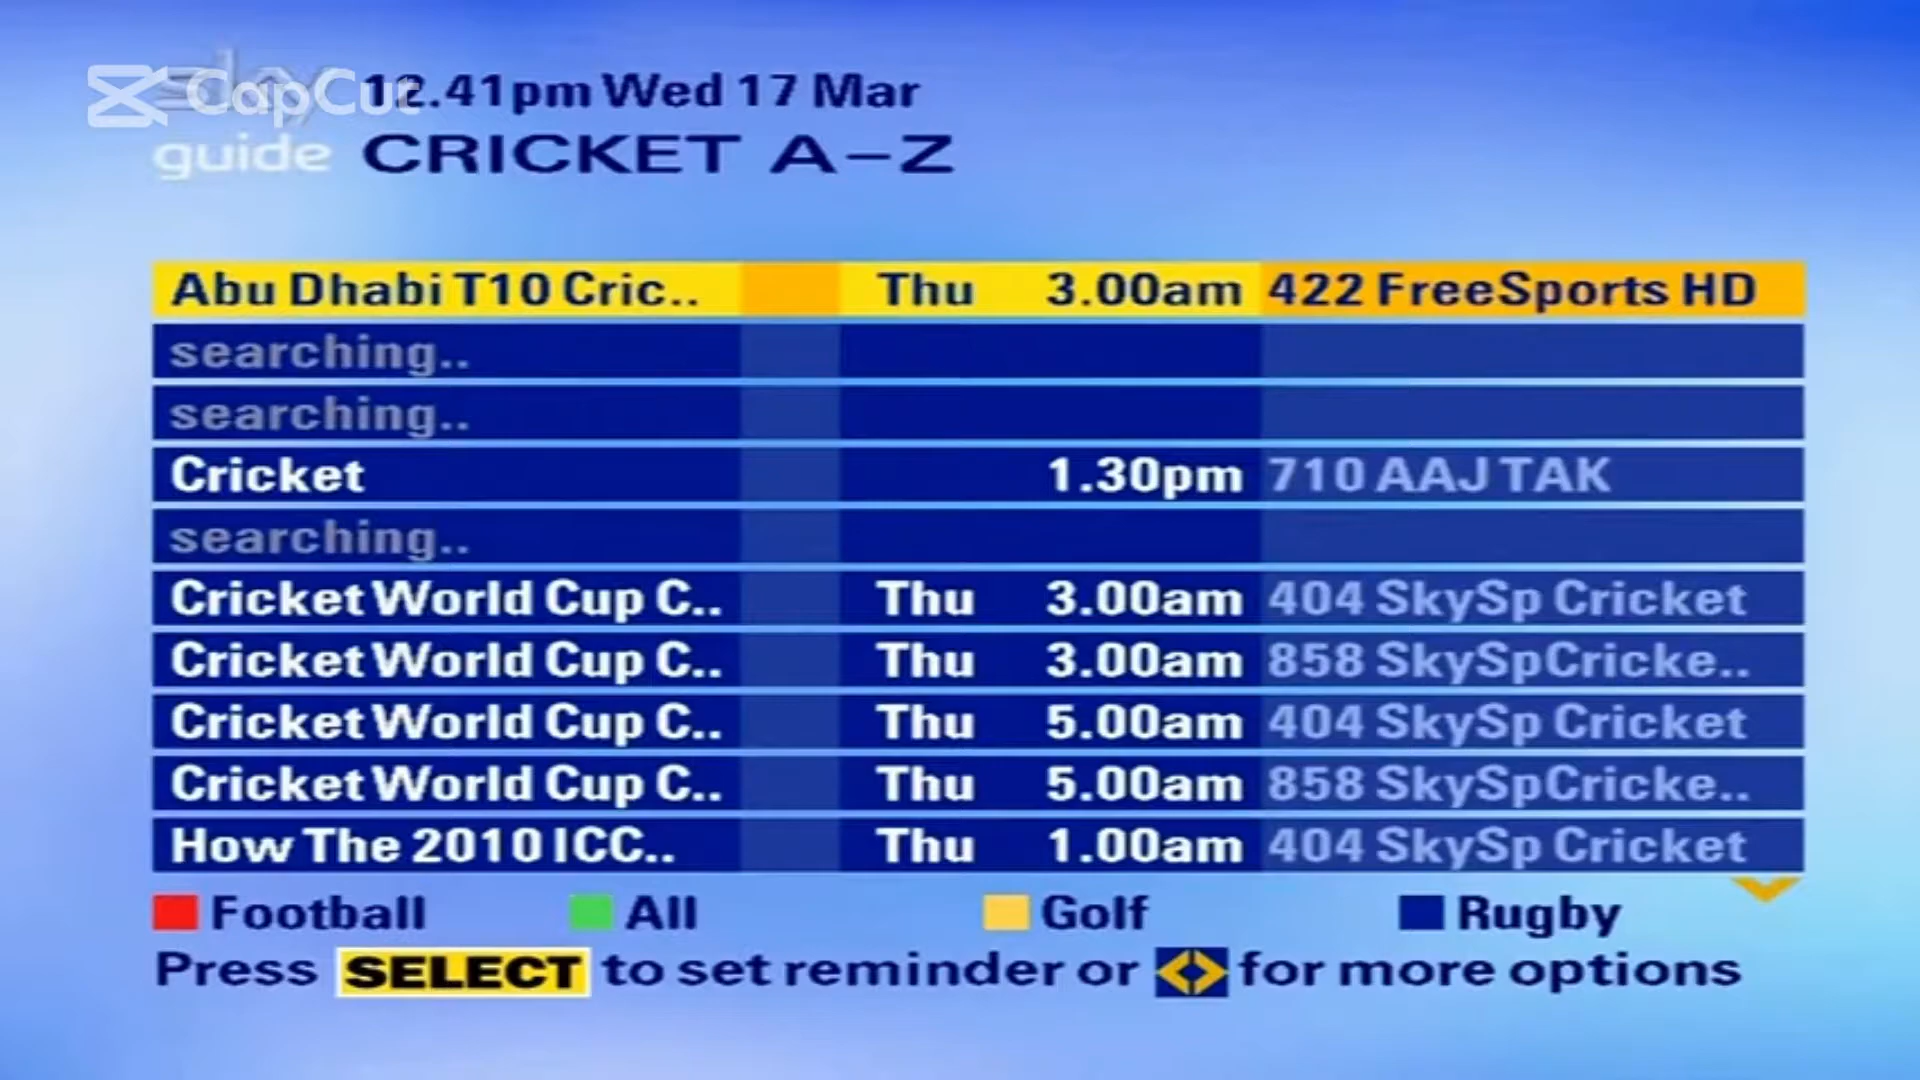 sky
CapCut
12.41pm Wed 17 Mar
guide CRICKET A–Z
Abu Dhabi T10 Cric.. Thu 3.00am 422 FreeSports HD
searching..
searching..
Cricket 1.30pm 710 AAJ TAK
searching..
Cricket World Cup C.. Thu 3.00am 404 SkySp Cricket
Cricket World Cup C.. Thu 3.00am 858 SkySpCricke..
Cricket World Cup C.. Thu 5.00am 404 SkySp Cricket
Cricket World Cup C.. Thu 5.00am 858 SkySpCricke..
How The 2010 ICC.. Thu 1.00am 404 SkySp Cricket
Football All Golf Rugby
Press SELECT to set reminder or for more options